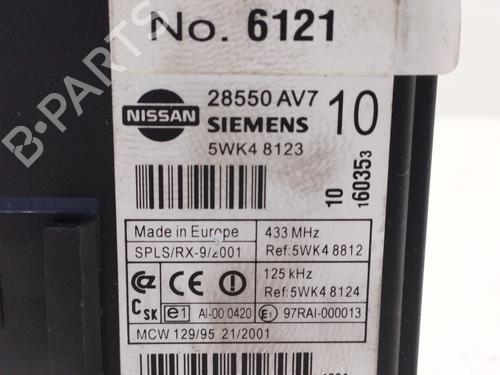 No. 6121
NISSAN
28550 AV7
SIEMENS
5WK4 8123
10
10
160353
Made in Europe
SPLS/RX-9/2001
433 MHz
Ref:5WK4 8812
125 kHz
Ref:5WK4 8124
CE
C SK
e1
AI-00 0420
E1
97RAI-000013
MCW 129/95 21/2001
B-PARTS